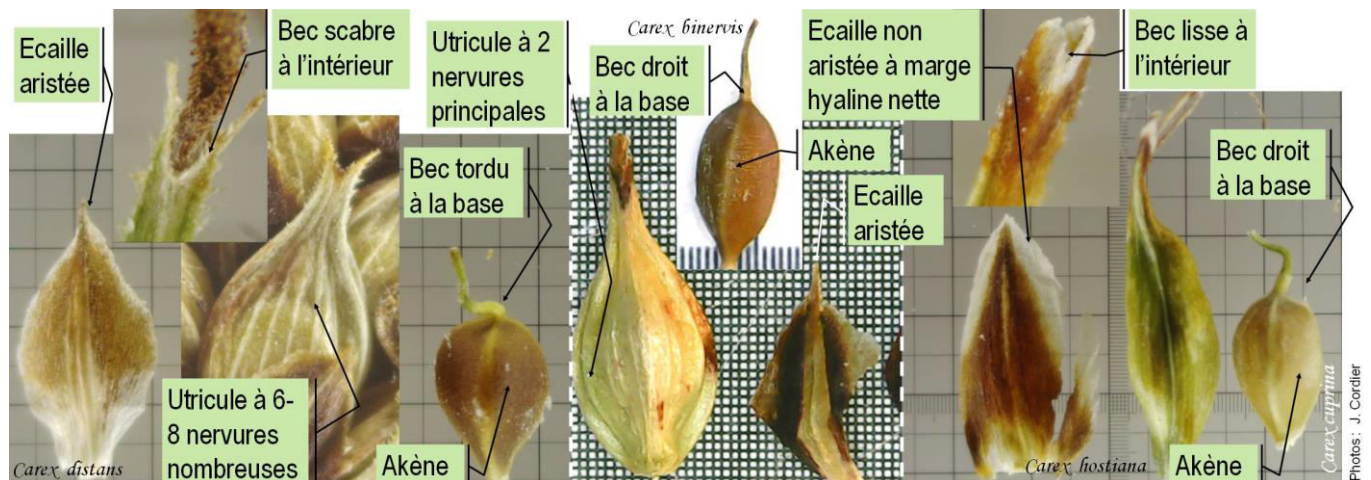 Ecaille
aristée
Bec scabre
à l'intérieur
Utricule à 6-
8 nervures
nombreuses
Bec tordu
à la base
Akène
Carex distans
Utricule à 2
nervures
principales
Carex binervis
Bec droit
à la base
Akène
Ecaille
aristée
Ecaille non
aristée à marge
hyaline nette
Bec lisse à
l'intérieur
Bec droit
à la base
Akène
Carex hostiana
Carex cuprina
Photos : J. Cordier